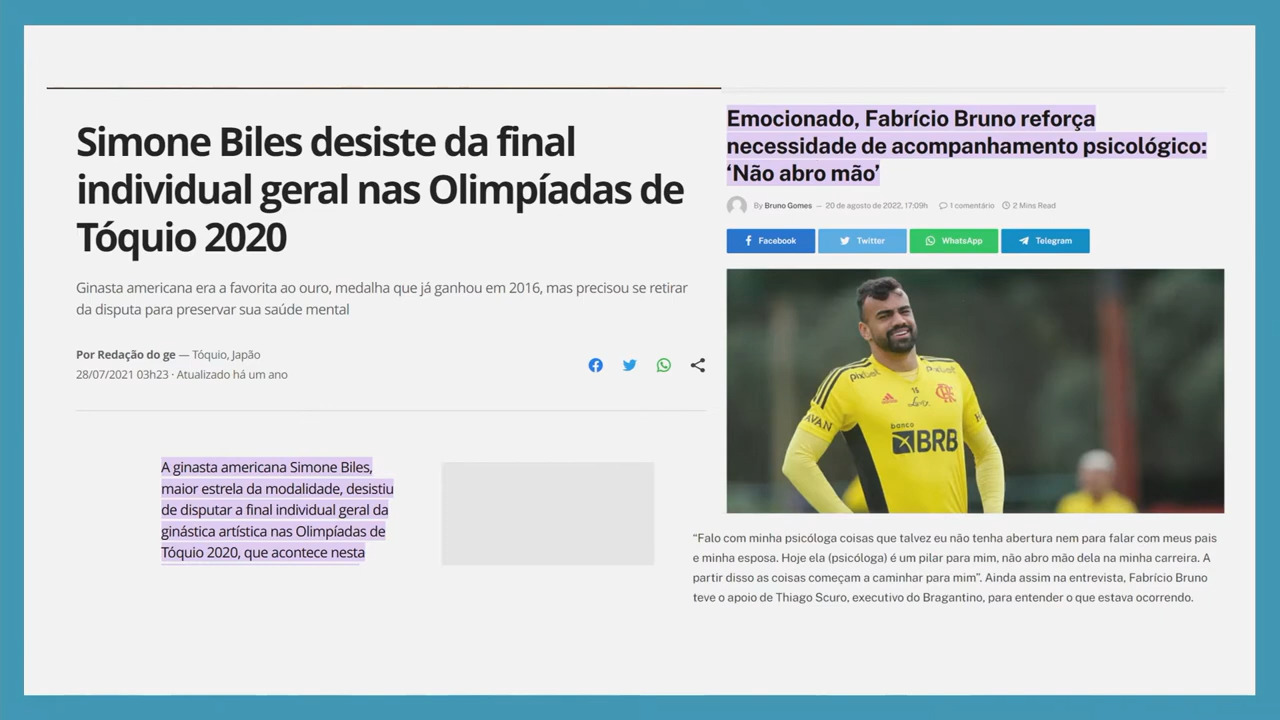 Simone Biles desiste da final
individual geral nas Olimpíadas de
Tóquio 2020
Ginasta americana era a favorita ao ouro, medalha que já ganhou em 2016, mas precisou se retirar
da disputa para preservar sua saúde mental
Por Redação do ge — Tóquio, Japão
28/07/2021 03h23 · Atualizado há um ano
A ginasta americana Simone Biles,
maior estrela da modalidade, desistiu
de disputar a final individual geral da
ginástica artística nas Olimpíadas de
Tóquio 2020, que acontece nesta
Emocionado, Fabrício Bruno reforça
necessidade de acompanhamento psicológico:
‘Não abro mão’
By Bruno Gomes — 20 de agosto de 2022, 17:09h 1 comentário 2 Mins Read
Facebook Twitter WhatsApp Telegram
pixbet pixbet
15
HAVAN
banco
BRB
“Falo com minha psicóloga coisas que talvez eu não tenha abertura nem para falar com meus pais
e minha esposa. Hoje ela (psicóloga) é um pilar para mim, não abro mão dela na minha carreira. A
partir disso as coisas começam a caminhar para mim”. Ainda assim na entrevista, Fabrício Bruno
teve o apoio de Thiago Scuro, executivo do Bragantino, para entender o que estava ocorrendo.